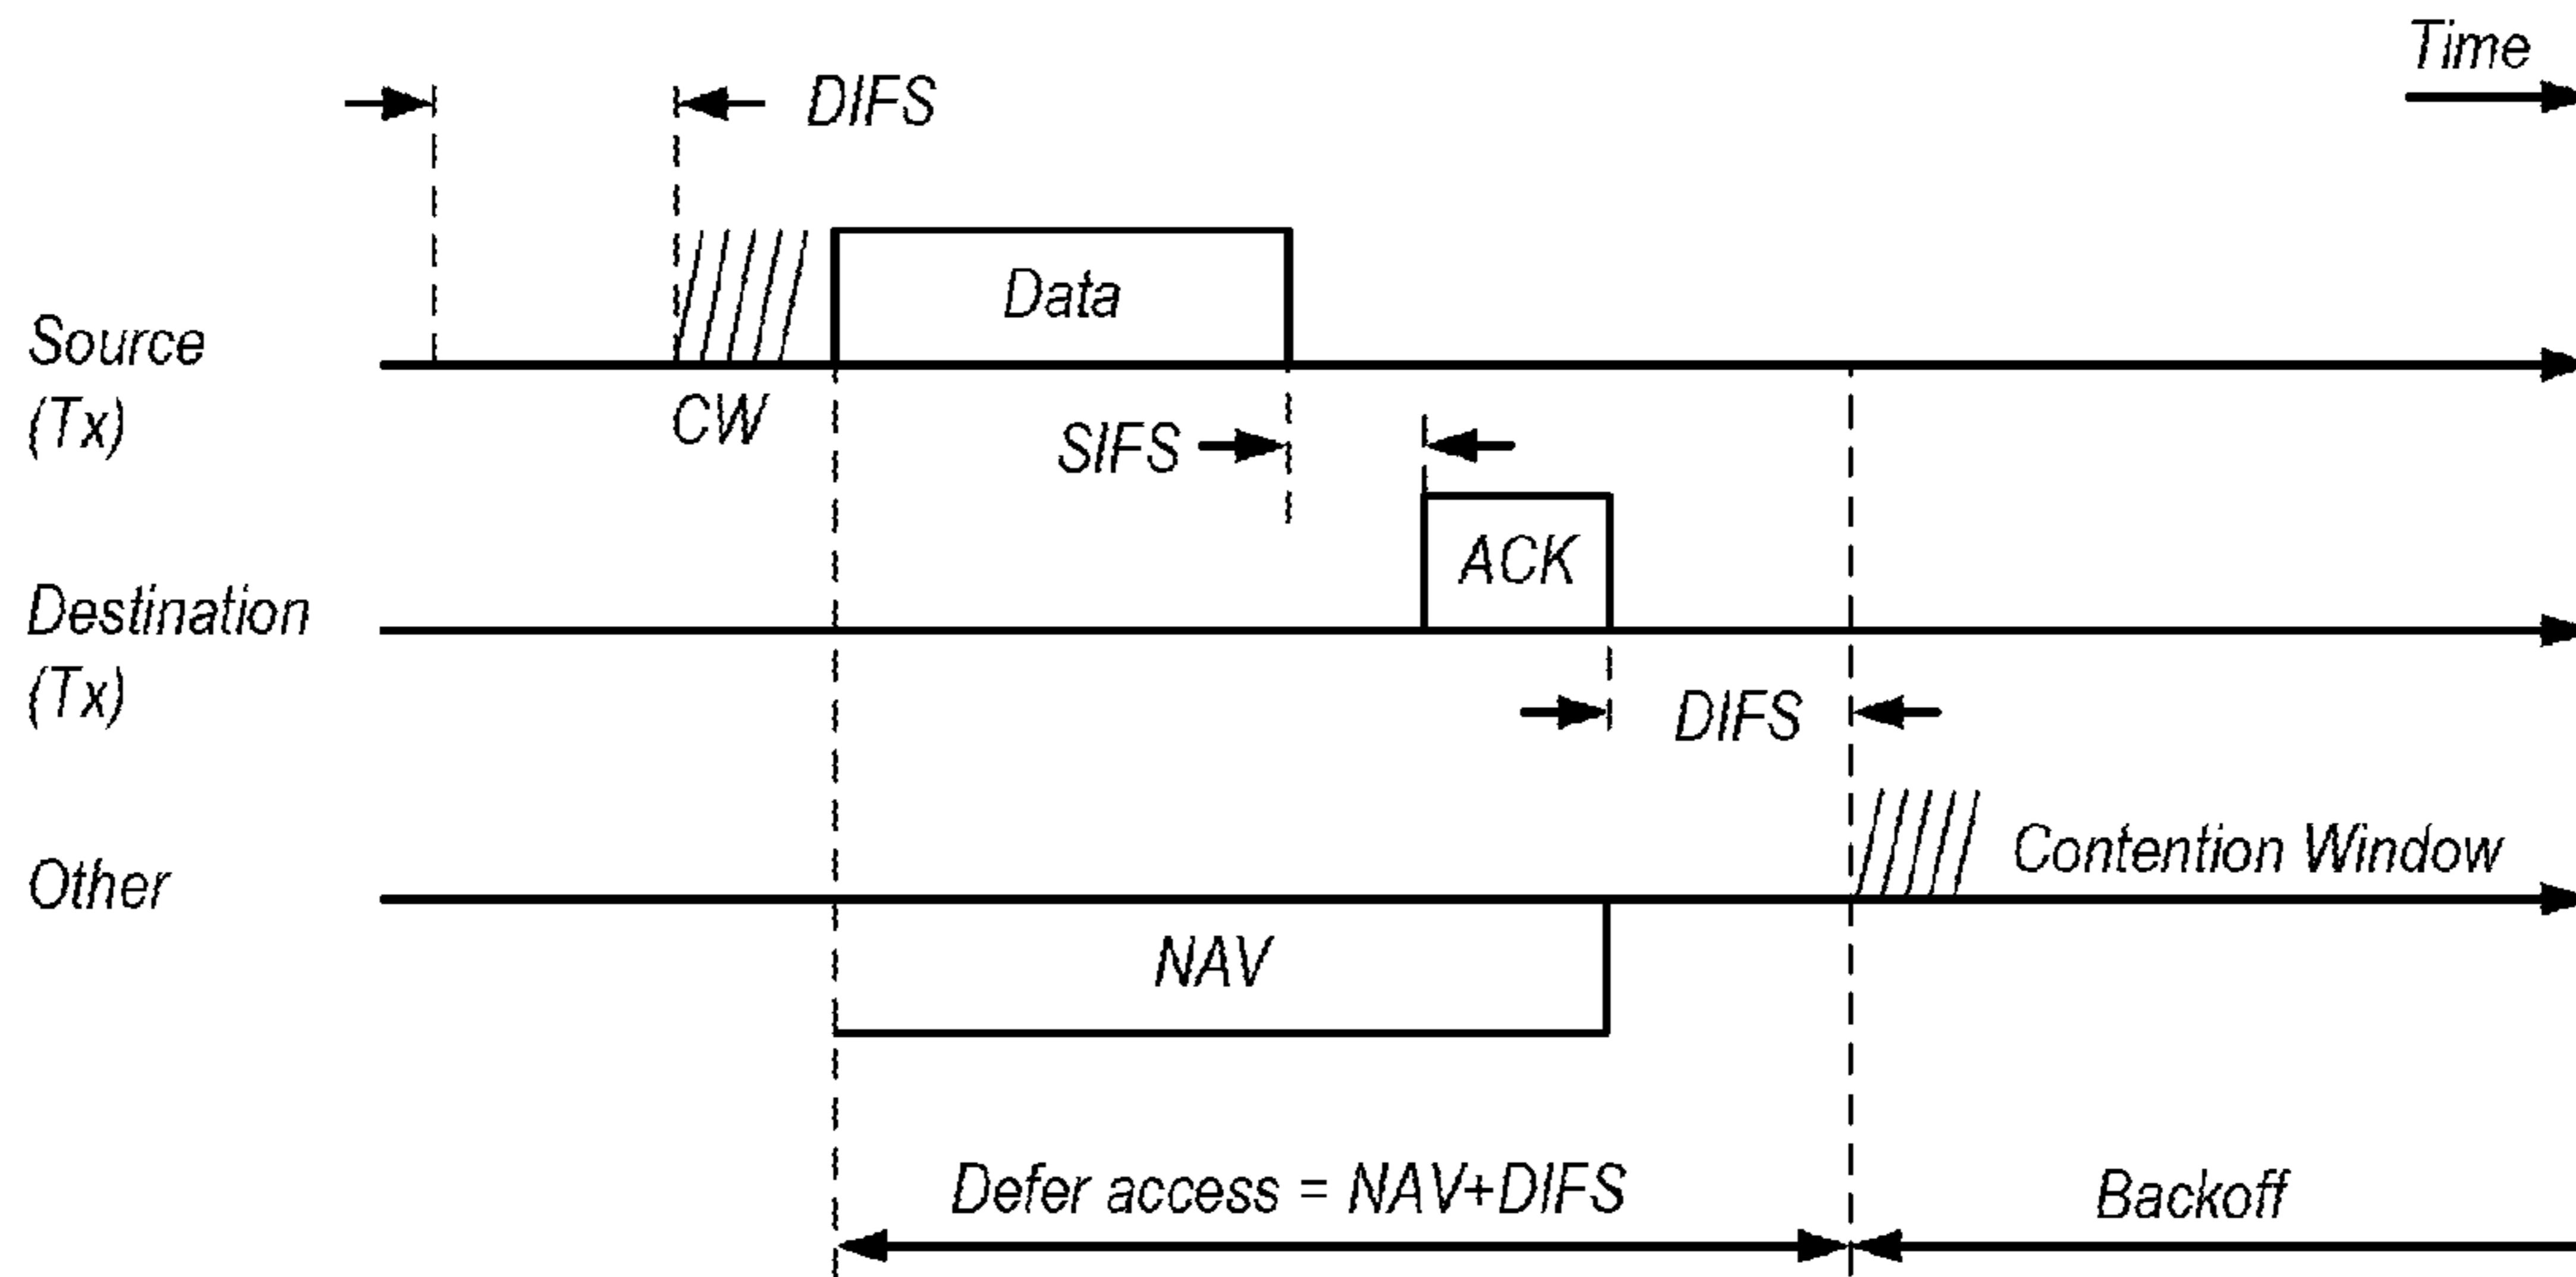 Time
DIFS
Data
Source
(Tx)
CW
SIFS
ACK
Destination
(Tx)
DIFS
Contention Window
Other
NAV
Defer access = NAV+DIFS
Backoff